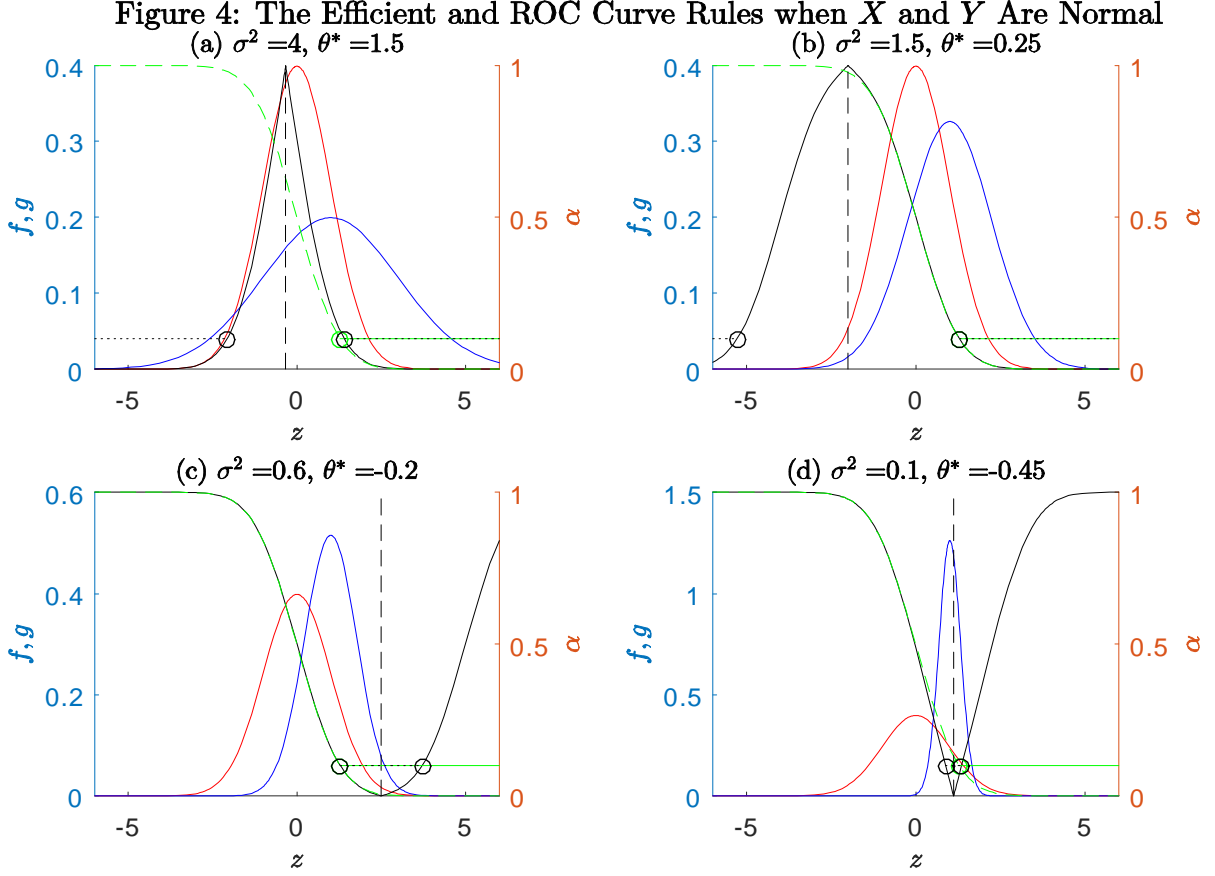 Figure 4: The Efficient and ROC Curve Rules when X and Y Are Normal
(a) σ² =4, θ* =1.5
(b) σ² =1.5, θ* =0.25
0.4
0.3
0.2
0.1
0
f, g
1
0.5
0
α
-5 0 5
z
0.4
0.3
0.2
0.1
0
f, g
1
0.5
0
α
-5 0 5
z
(c) σ² =0.6, θ* =-0.2
(d) σ² =0.1, θ* =-0.45
0.6
0.4
0.2
0
f, g
1
0.5
0
α
-5 0 5
z
1.5
1
0.5
0
f, g
1
0.5
0
α
-5 0 5
z